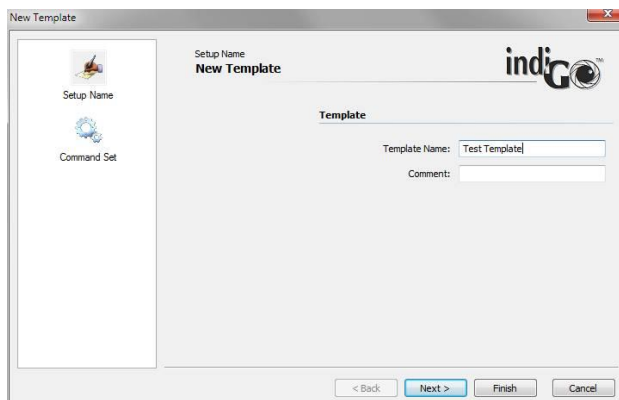 New Template
Setup Name
Command Set
Setup Name
New Template
indiGo™
Template
Template Name: Test Template
Comment:
< Back Next > Finish Cancel